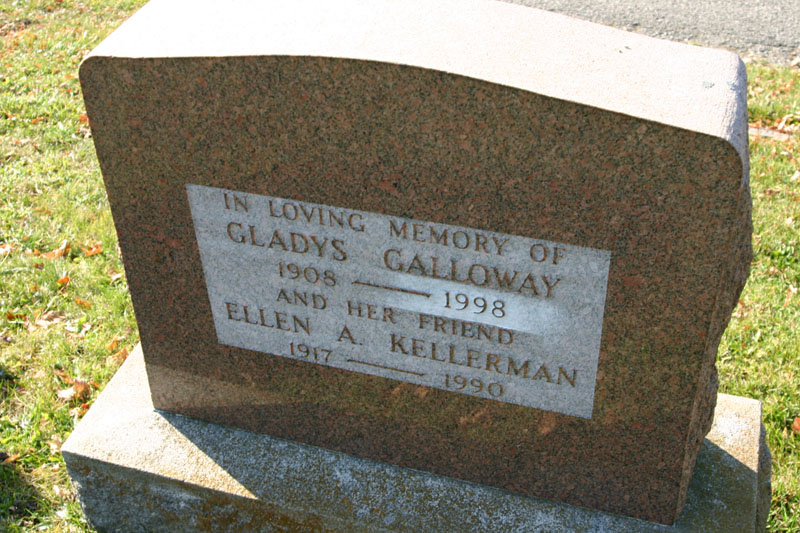 IN LOVING MEMORY OF
GLADYS GALLOWAY
1908 — 1998
AND HER FRIEND
ELLEN A. KELLERMAN
1917 — 1990